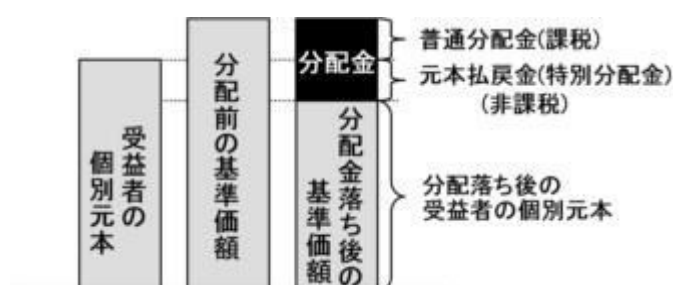 受益者の
個別元本
分配前の基準価額
分配金
分配金落ち後の
基準価額
普通分配金(課税)
元本払戻金(特別分配金)
(非課税)
分配落ち後の
受益者の個別元本